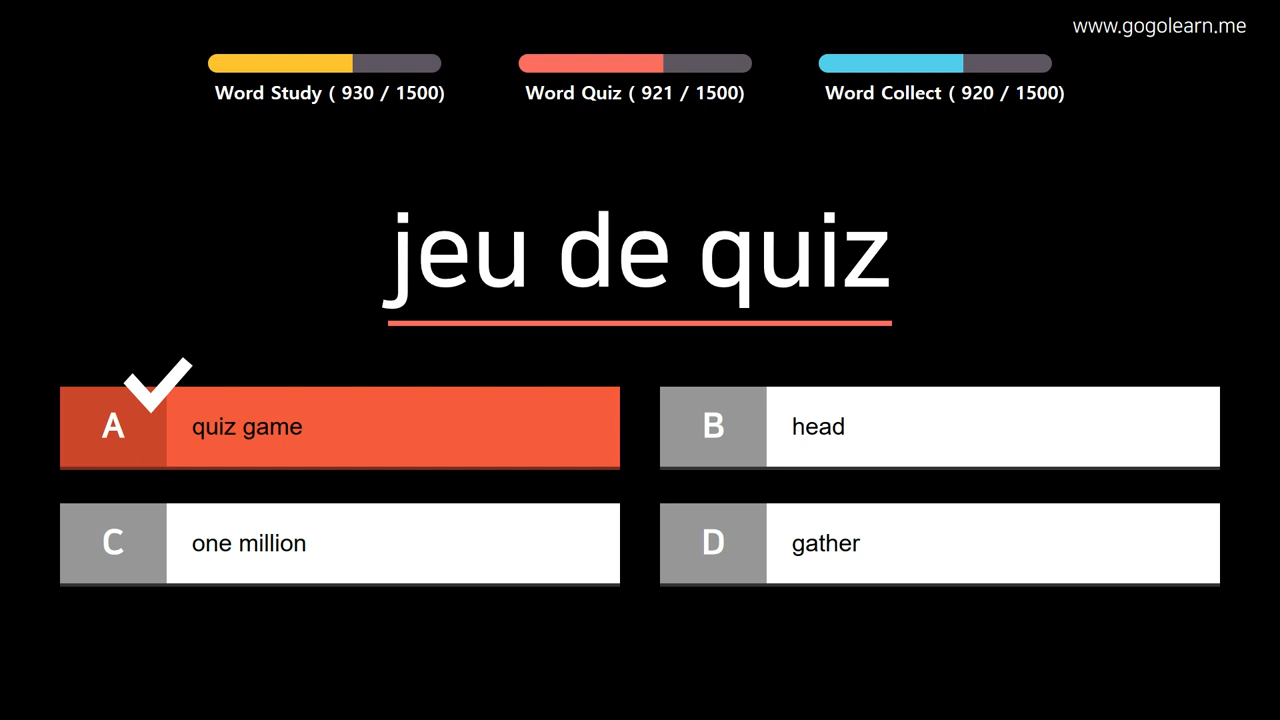 www.gogolearn.me
Word Study ( 930 / 1500)
Word Quiz ( 921 / 1500)
Word Collect ( 920 / 1500)
jeu de quiz
A quiz game
B head
C one million
D gather